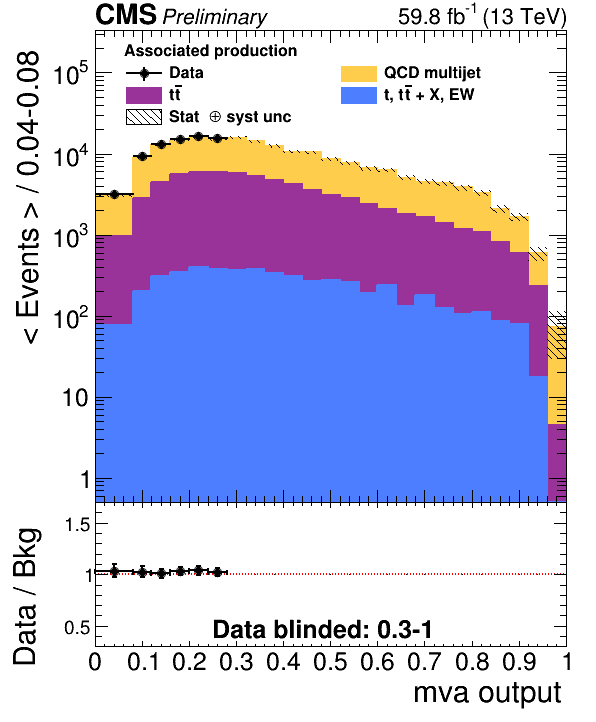 CMS Preliminary 59.8 fb⁻¹ (13 TeV)
Associated production
Data QCD multijet
tt̄ t, tt̄ + X, EW
Stat ⊕ syst unc
< Events > / 0.04-0.08
10⁵
10⁴
10³
10²
10
1
Data / Bkg
1.5
1
0.5
Data blinded: 0.3-1
0 0.1 0.2 0.3 0.4 0.5 0.6 0.7 0.8 0.9 1
mva output